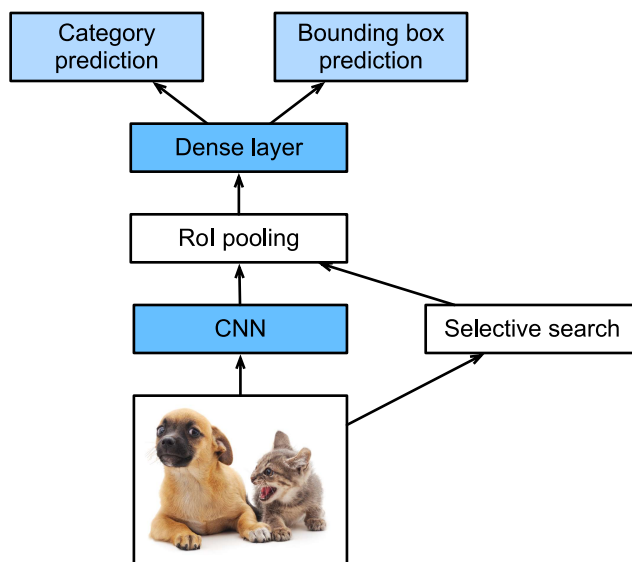 Category
prediction
Bounding box
prediction
Dense layer
RoI pooling
CNN
Selective search